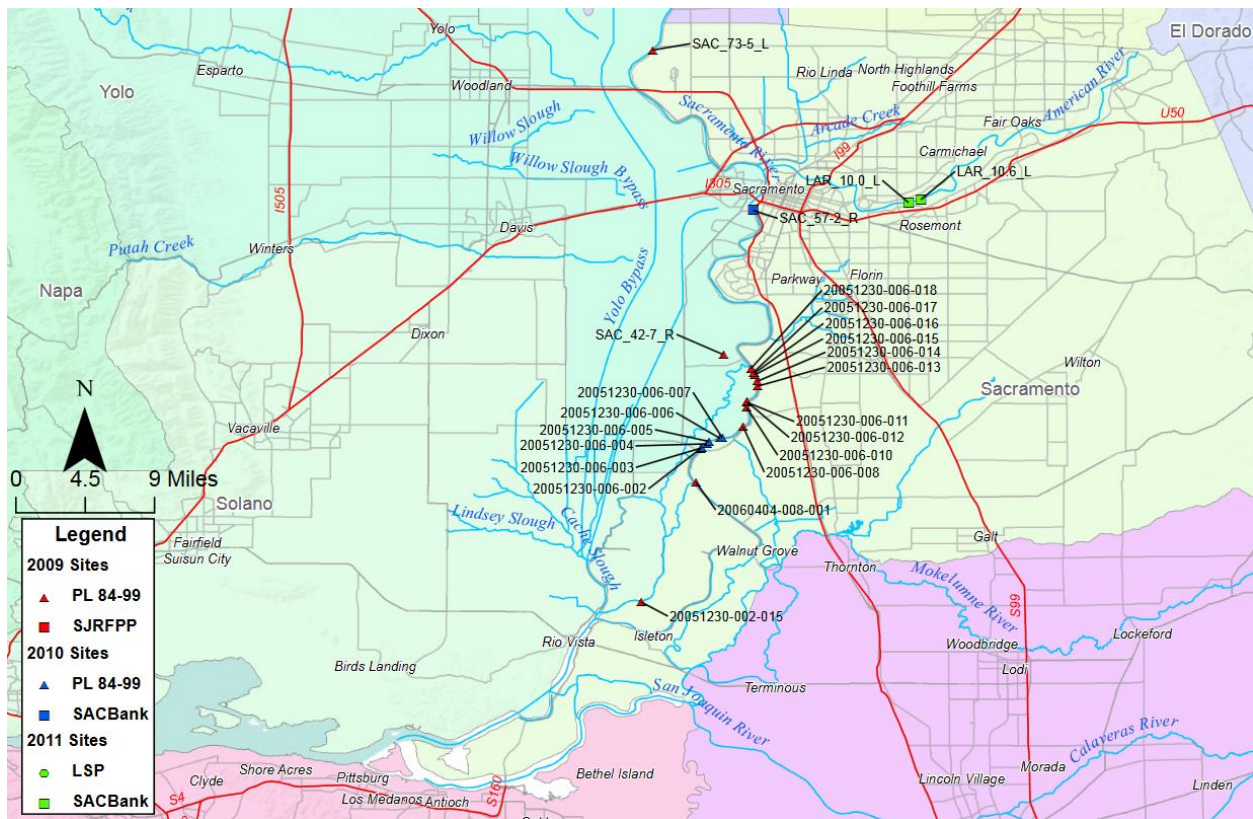 El Dorado
Yolo
SAC_73-5_L
Esparto
Rio Linda
North Highlands
Foothill Farms
American River
Yolo
Woodland
Sacramento River
Arcade Creek
Fair Oaks
U50
Willow Slough
I99
Carmichael
Willow Slough Bypass
I305
Sacramento
LAR_10.0_L
LAR_10.6_L
I505
SAC_57-2_R
Rosemont
Davis
Putah Creek
Winters
Napa
Yolo Bypass
Parkway
Florin
20051230-006-018
20051230-006-017
20051230-006-016
20051230-006-015
20051230-006-014
20051230-006-013
Dixon
SAC_42-7_R
Wilton
Sacramento
N
20051230-006-007
20051230-006-006
20051230-006-005
20051230-006-004
20051230-006-003
20051230-006-002
20051230-006-011
20051230-006-012
20051230-006-010
20051230-006-008
Vacaville
0 4.5 9 Miles
Solano
20060404-008-001
Lindsey Slough
Cache Slough
Fairfield
Suisun City
Walnut Grove
Galt
Thornton
Mokelumne River
S99
20051230-002-015
Isleton
Rio Vista
Woodbridge
Lockeford
Lodi
Birds Landing
Terminous
San Joaquin River
Calaveras River
Legend
2009 Sites
PL 84-99
SJRFPP
2010 Sites
PL 84-99
SACBank
2011 Sites
LSP
SACBank
Clyde
Shore Acres
Pittsburg
Bethel Island
S4
Los Medanos
Antioch
S160
Lincoln Village
Morada
Linden